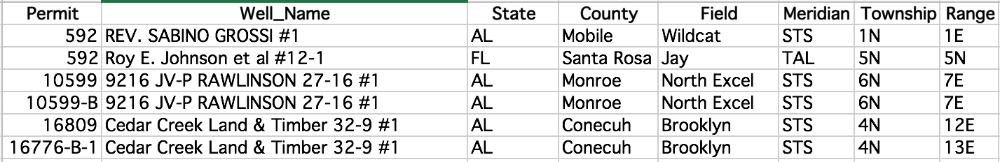 Permit Well_Name State County Field Meridian Township Range
592 REV. SABINO GROSSI #1 AL Mobile Wildcat STS 1N 1E
592 Roy E. Johnson et al #12-1 FL Santa Rosa Jay TAL 5N 5N
10599 9216 JV-P RAWLINSON 27-16 #1 AL Monroe North Excel STS 6N 7E
10599-B 9216 JV-P RAWLINSON 27-16 #1 AL Monroe North Excel STS 6N 7E
16809 Cedar Creek Land & Timber 32-9 #1 AL Conecuh Brooklyn STS 4N 12E
16776-B-1 Cedar Creek Land & Timber 32-9 #1 AL Conecuh Brooklyn STS 4N 13E